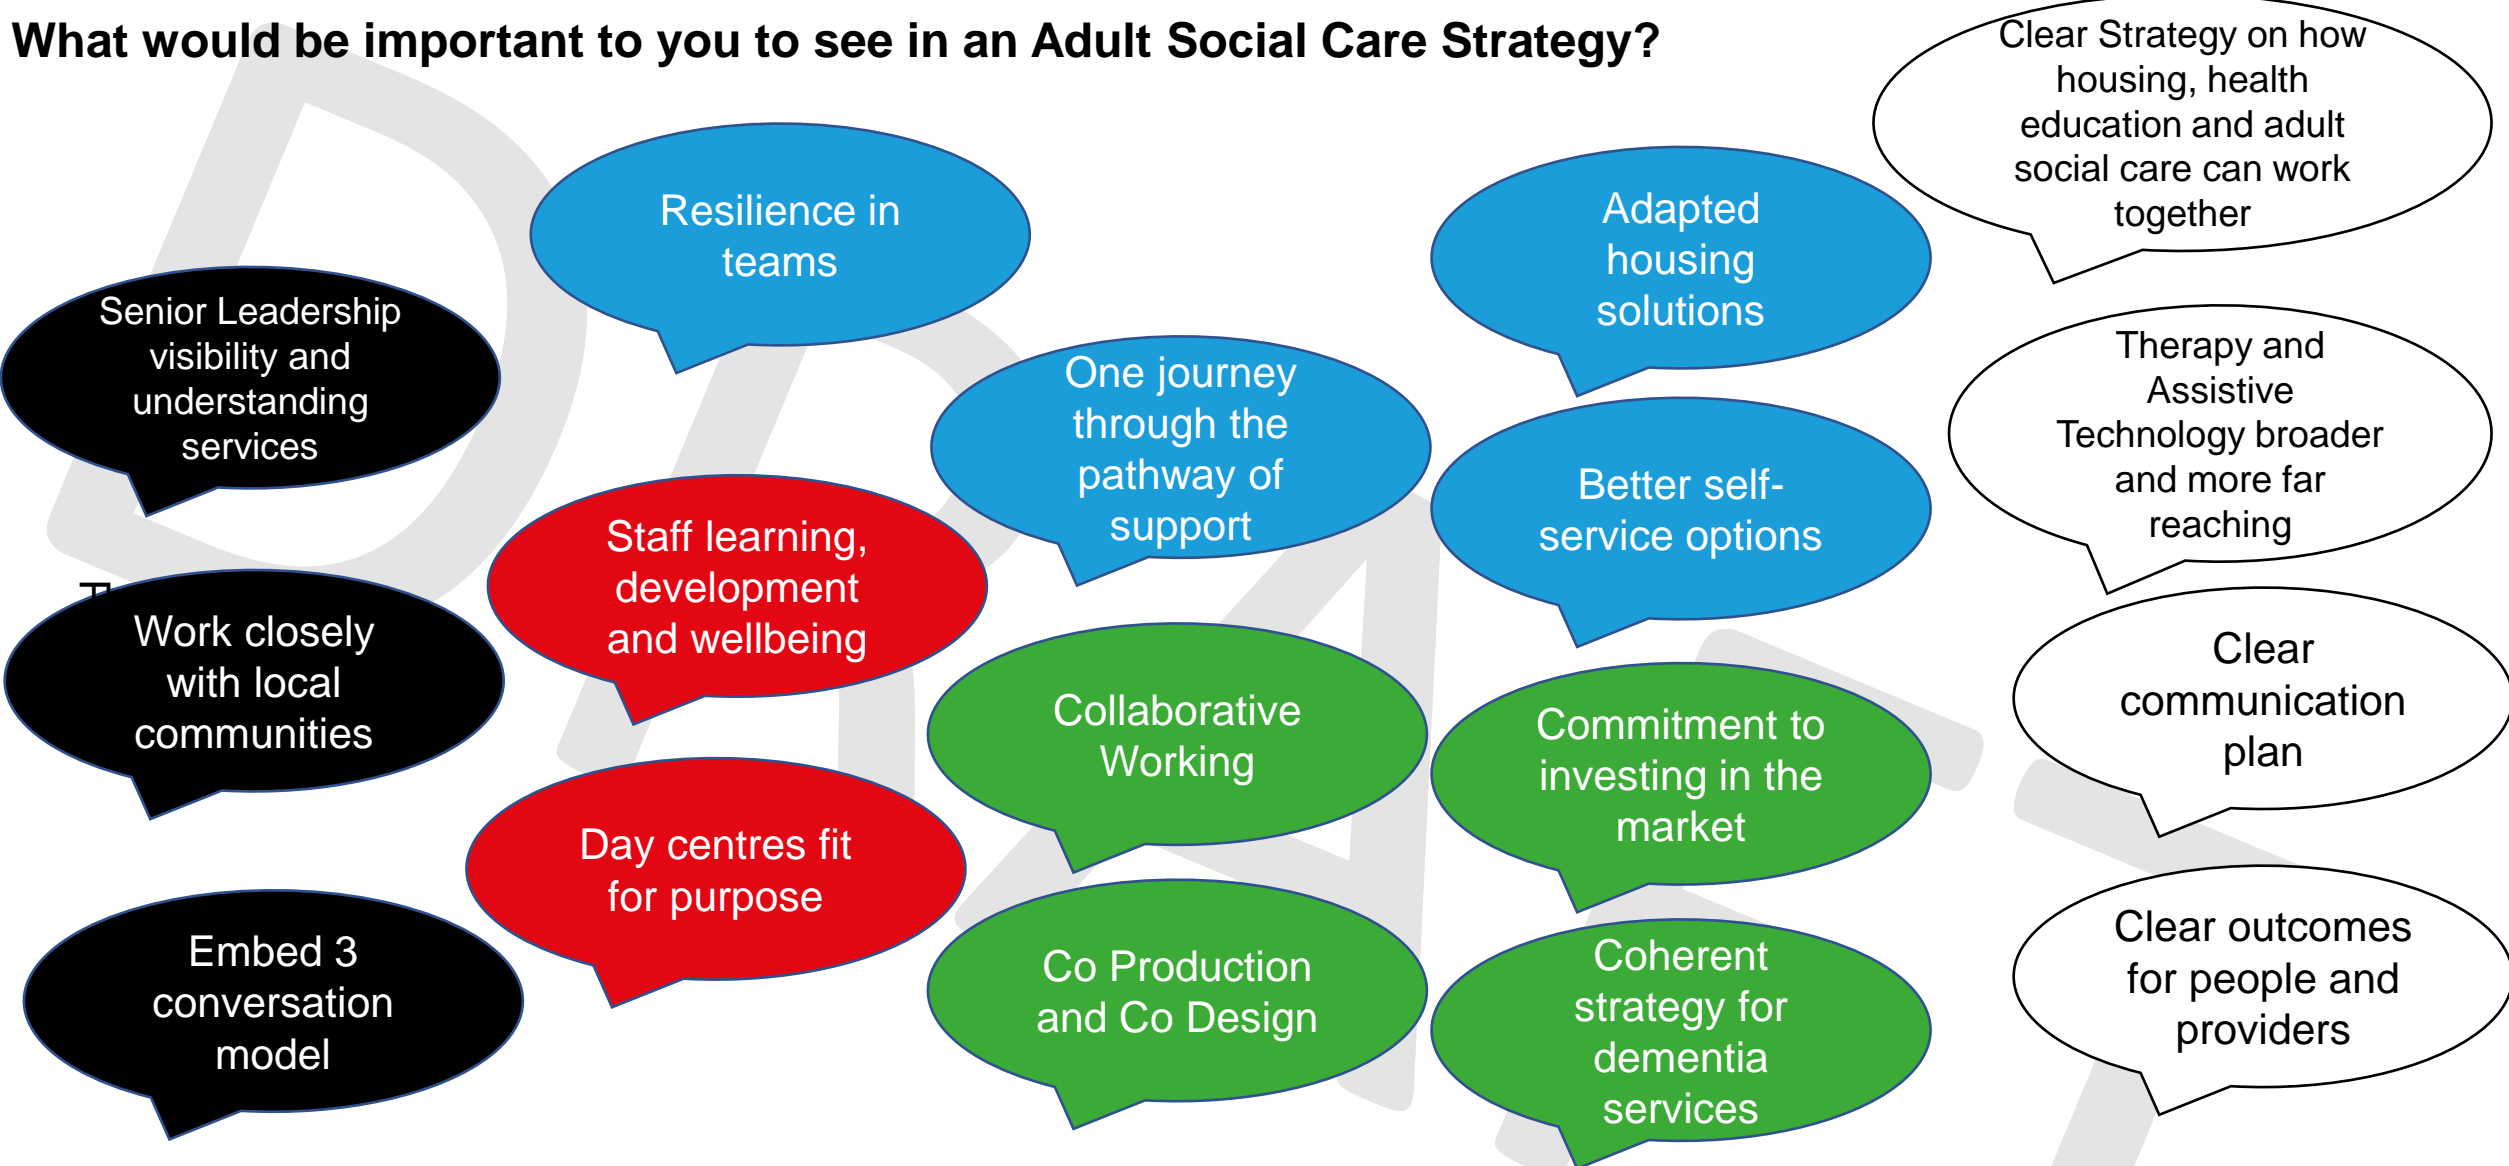 What would be important to you to see in an Adult Social Care Strategy?
Clear Strategy on how
housing, health
education and adult
social care can work
together
Resilience in
teams
Adapted
housing
solutions
Senior Leadership
visibility and
understanding
services
One journey
through the
pathway of
support
Therapy and
Assistive
Technology broader
and more far
reaching
Staff learning,
development
and wellbeing
Better self-
service options
Work closely
with local
communities
Collaborative
Working
Commitment to
investing in the
market
Clear
communication
plan
Day centres fit
for purpose
Embed 3
conversation
model
Co Production
and Co Design
Coherent
strategy for
dementia
services
Clear outcomes
for people and
providers
DRAFT